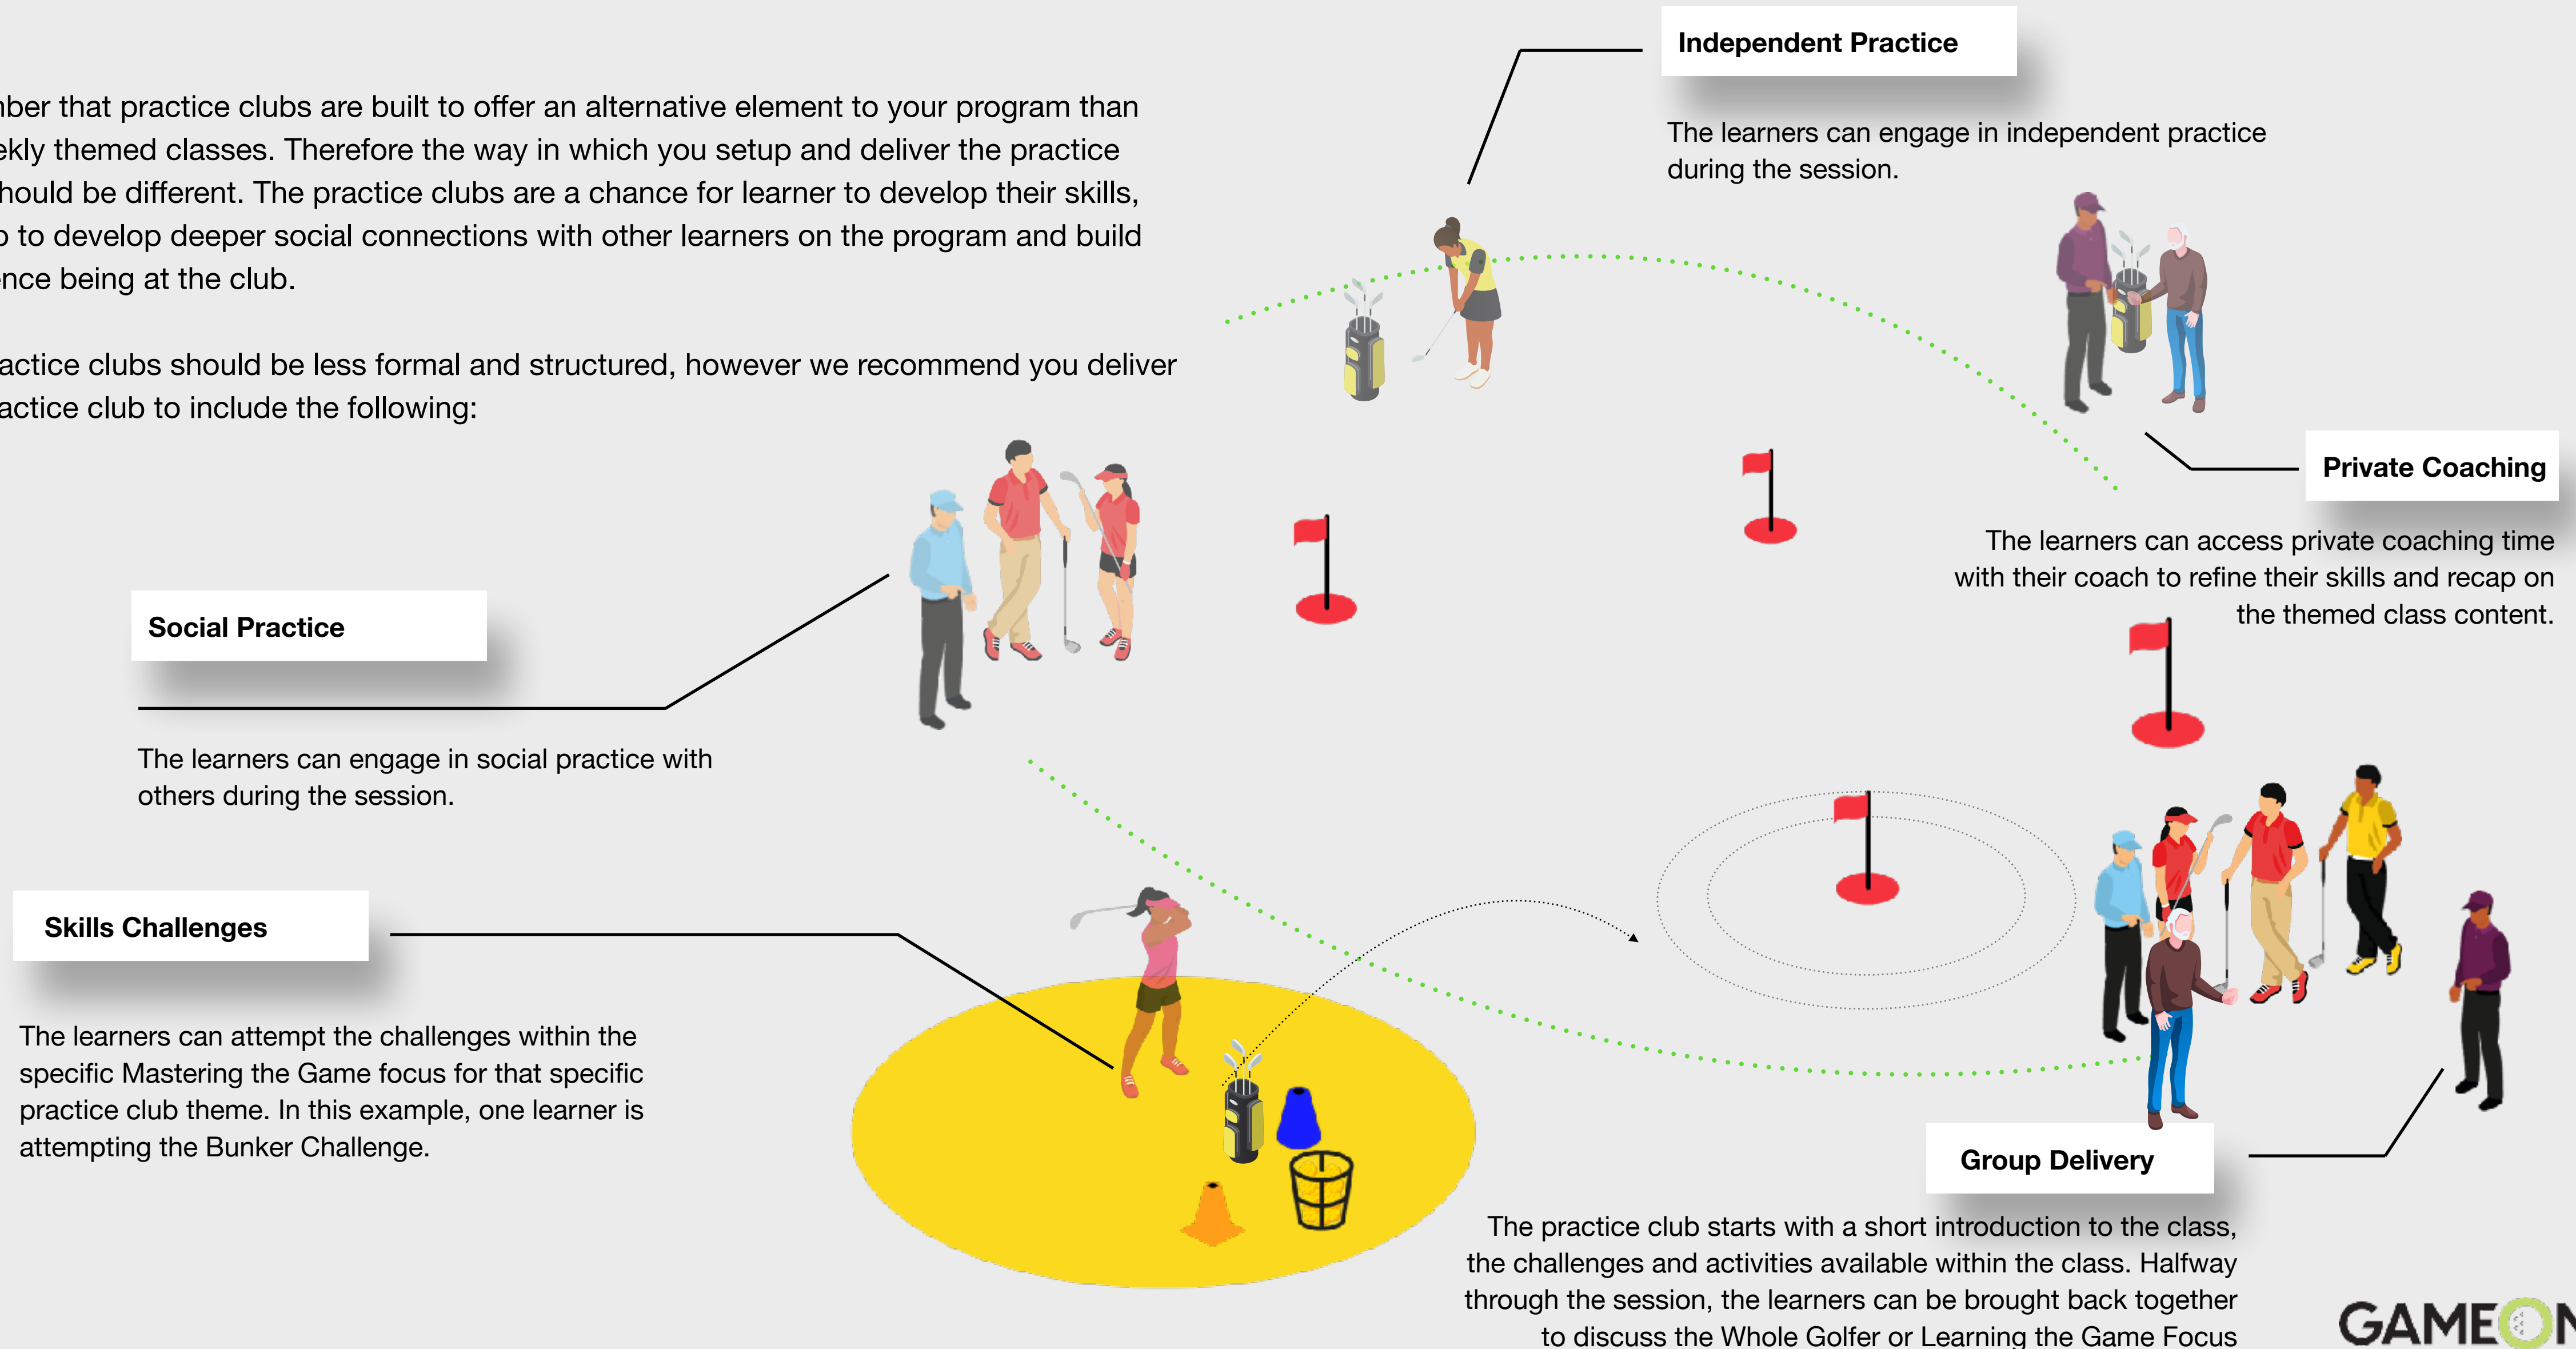 Independent Practice
The learners can engage in independent practice
during the session.
that practice clubs are built to offer an alternative element to your program than
themed classes. Therefore the way in which you setup and deliver the practice
should be different. The practice clubs are a chance for learner to develop their skills,
to develop deeper social connections with other learners on the program and build
being at the club.
clubs should be less formal and structured, however we recommend you deliver
club to include the following:
Private Coaching
The learners can access private coaching time
with their coach to refine their skills and recap on
the themed class content.
Social Practice
The learners can engage in social practice with
others during the session.
Skills Challenges
The learners can attempt the challenges within the
specific Mastering the Game focus for that specific
practice club theme. In this example, one learner is
attempting the Bunker Challenge.
Group Delivery
The practice club starts with a short introduction to the class,
the challenges and activities available within the class. Halfway
through the session, the learners can be brought back together
to discuss the Whole Golfer or Learning the Game Focus
GAMEON